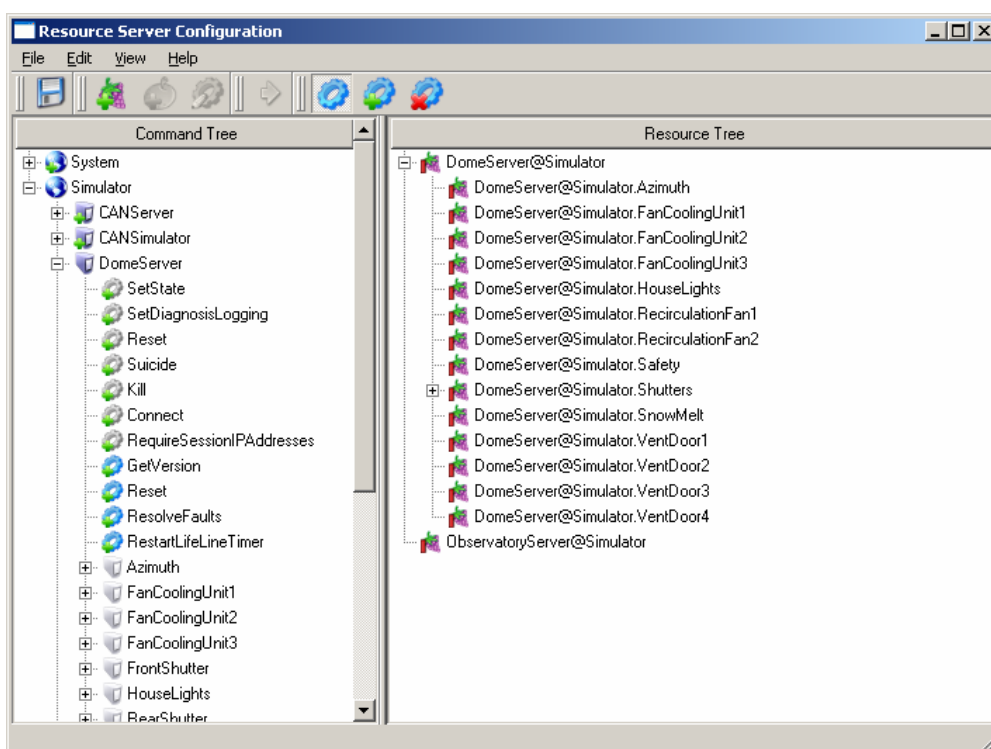 Resource Server Configuration
File Edit View Help
Command Tree
System
Simulator
CANServer
CANSimulator
DomeServer
SetState
SetDiagnosisLogging
Reset
Suicide
Kill
Connect
RequireSessionIPAddresses
GetVersion
Reset
ResolveFaults
RestartLifeLineTimer
Azimuth
FanCoolingUnit1
FanCoolingUnit2
FanCoolingUnit3
FrontShutter
HouseLights
RearShutter
Resource Tree
DomeServer@Simulator
DomeServer@Simulator.Azimuth
DomeServer@Simulator.FanCoolingUnit1
DomeServer@Simulator.FanCoolingUnit2
DomeServer@Simulator.FanCoolingUnit3
DomeServer@Simulator.HouseLights
DomeServer@Simulator.RecirculationFan1
DomeServer@Simulator.RecirculationFan2
DomeServer@Simulator.Safety
DomeServer@Simulator.Shutters
DomeServer@Simulator.SnowMelt
DomeServer@Simulator.VentDoor1
DomeServer@Simulator.VentDoor2
DomeServer@Simulator.VentDoor3
DomeServer@Simulator.VentDoor4
ObservatoryServer@Simulator